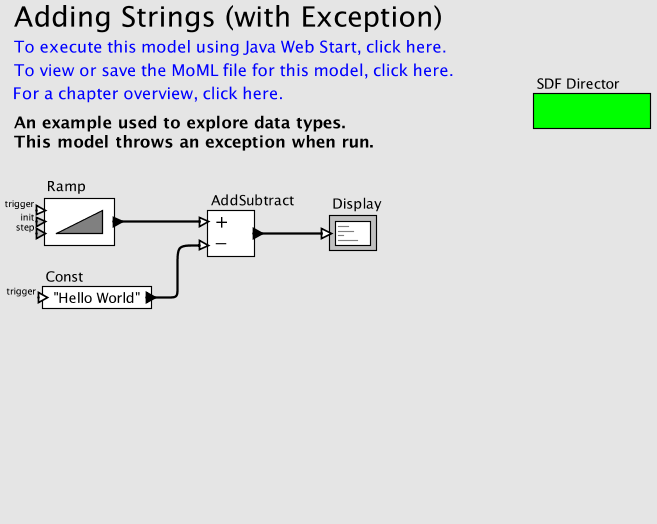 Adding Strings (with Exception)
To execute this model using Java Web Start, click here.
To view or save the MoML file for this model, click here.
For a chapter overview, click here.
SDF Director
An example used to explore data types.
This model throws an exception when run.
Ramp
trigger
init
step
AddSubtract
+
−
Display
Const
trigger
"Hello World"